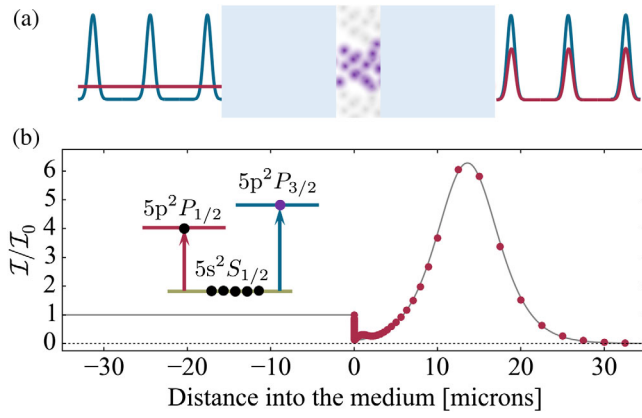 (a)
(b)
6
5
4
3
2
1
0
I/I₀
5p²P₁/₂
5p²P₃/₂
5s²S₁/₂
−30 −20 −10 0 10 20 30
Distance into the medium [microns]